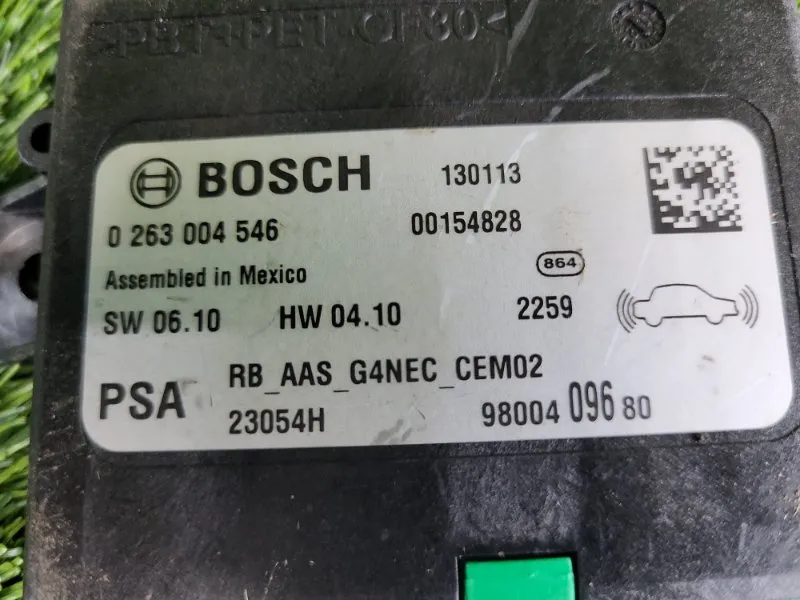 >PBT+PET-GF30<
BOSCH 130113
0 263 004 546 00154828
Assembled in Mexico 864
SW 06.10 HW 04.10 2259
PSA RB_AAS_G4NEC_CEM02
23054H 98004 096 80